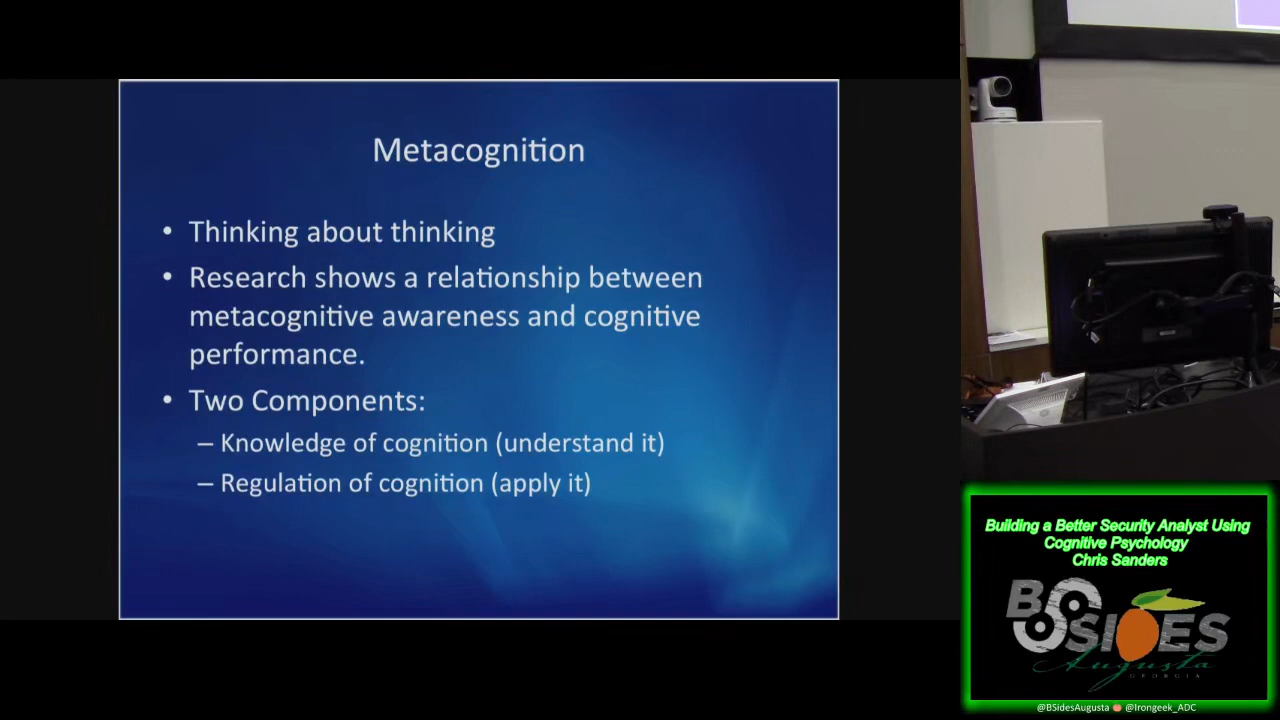 Metacognition
• Thinking about thinking
• Research shows a relationship between
metacognitive awareness and cognitive
performance.
• Two Components:
– Knowledge of cognition (understand it)
– Regulation of cognition (apply it)
Building a Better Security Analyst Using
Cognitive Psychology
Chris Sanders
BSIDES
Augusta
GEORGIA
@BSidesAugusta @Irongeek_ADC